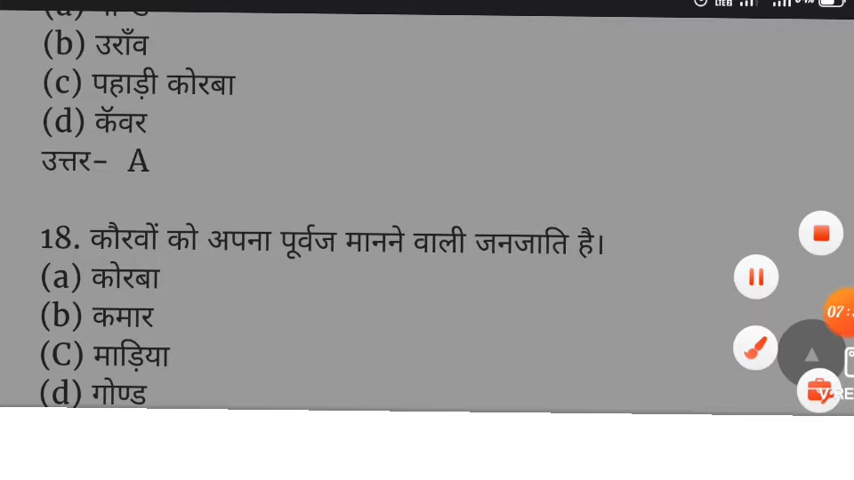 (b) उराँव
(c) पहाड़ी कोरबा
(d) कॅवर
उत्तर- A
18. कौरवों को अपना पूर्वज मानने वाली जनजाति है।
(a) कोरबा
(b) कमार
(C) माड़िया
(d) गोण्ड